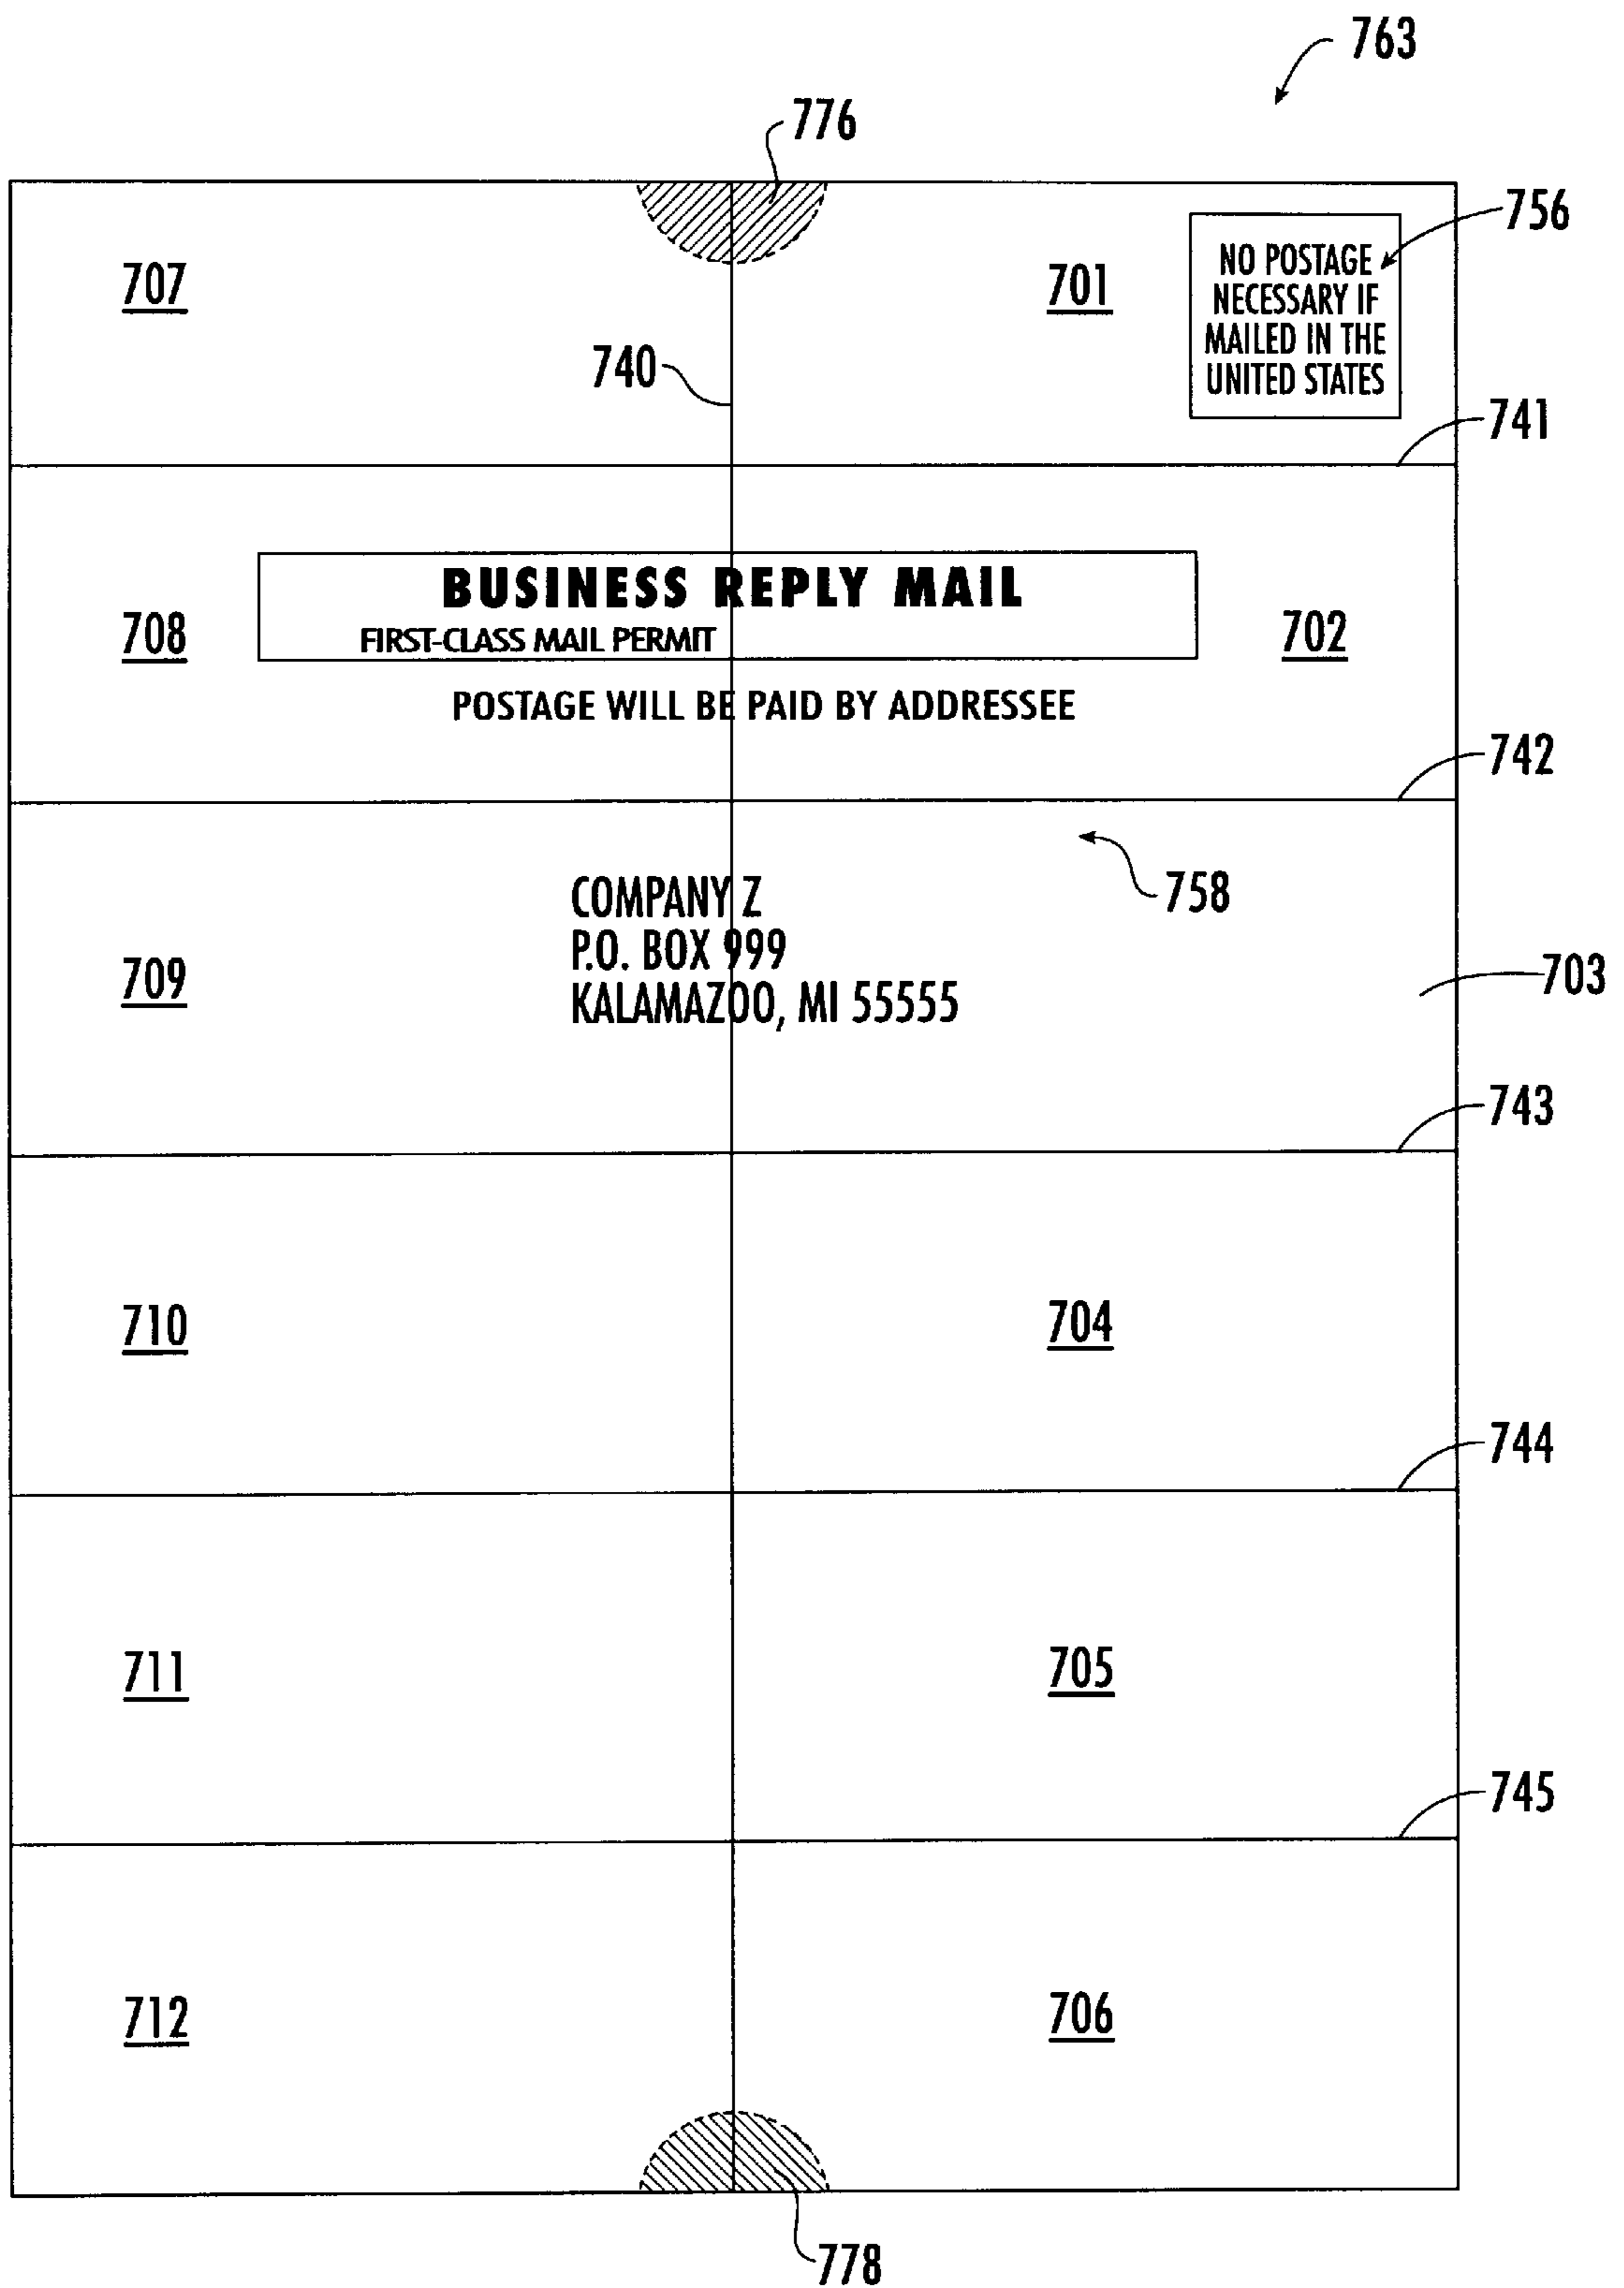 763
776
756
707
701
NO POSTAGE
NECESSARY IF
MAILED IN THE
UNITED STATES
740
741
BUSINESS REPLY MAIL
FIRST-CLASS MAIL PERMIT
708
702
POSTAGE WILL BE PAID BY ADDRESSEE
742
758
COMPANY Z
P.O. BOX 999
KALAMAZOO, MI 55555
709
703
743
710
704
744
711
705
745
712
706
778